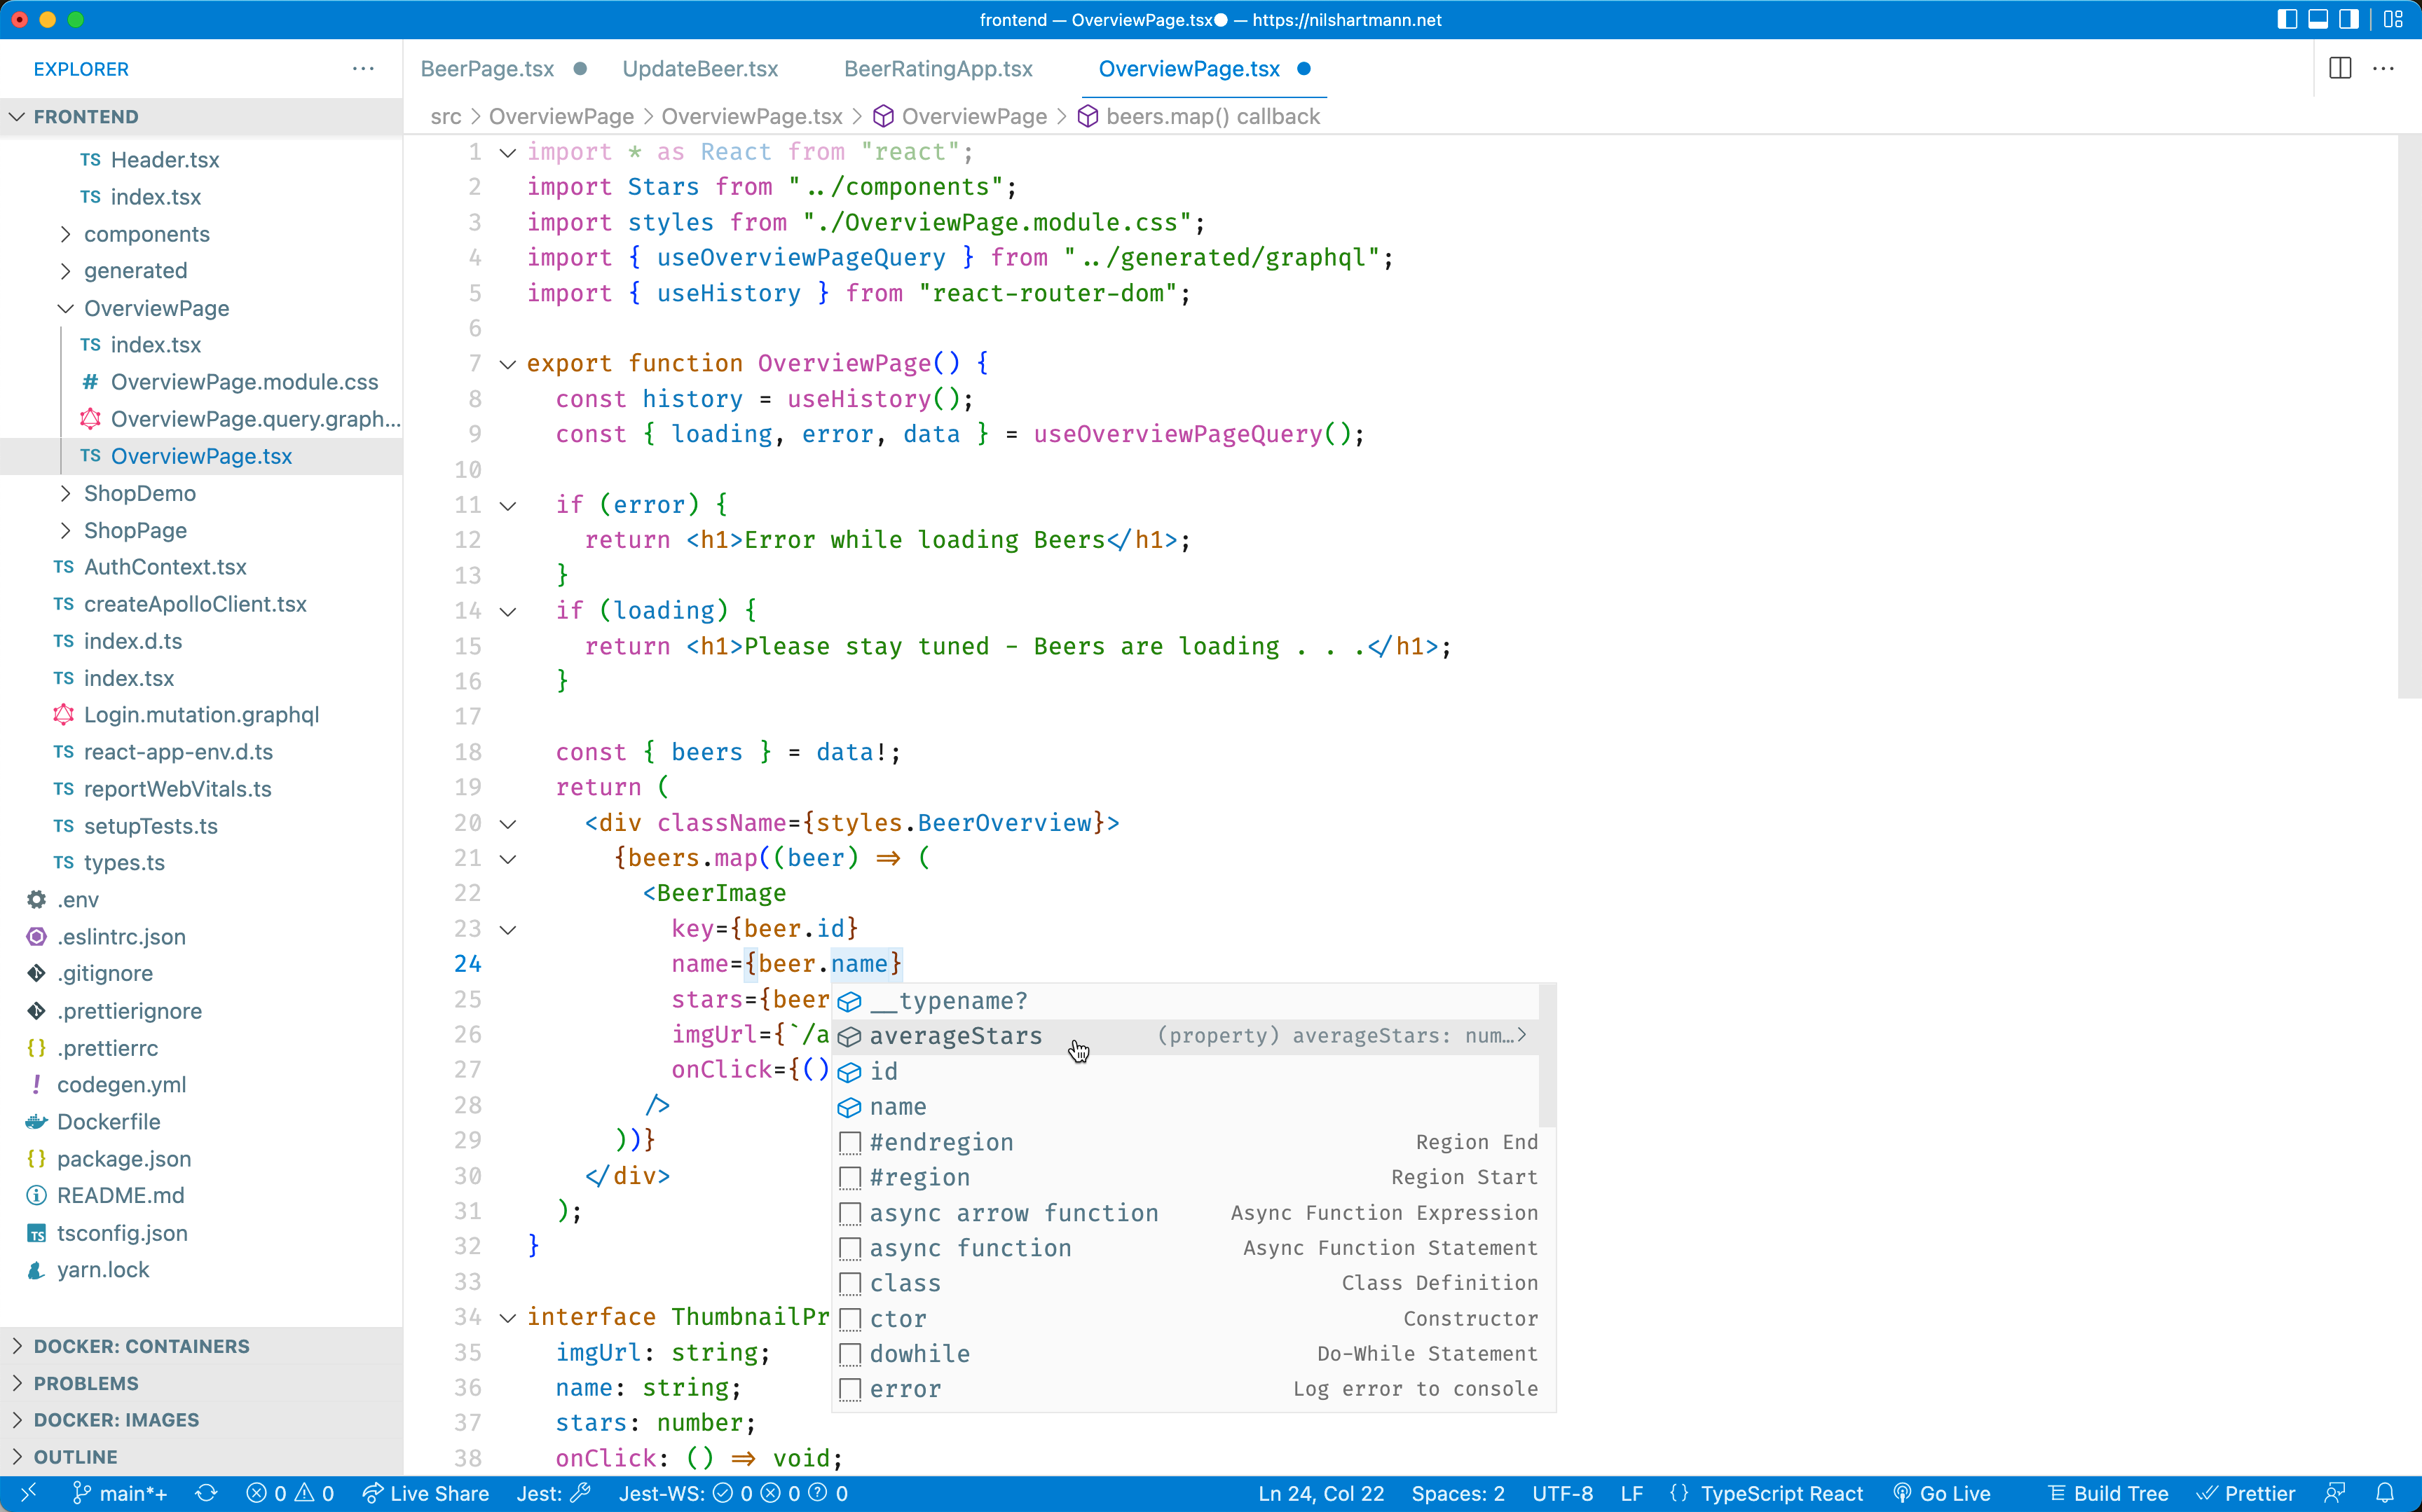 frontend — OverviewPage.tsx● — https://nilshartmann.net
EXPLORER
FRONTEND
TS Header.tsx
TS index.tsx
components
generated
OverviewPage
TS index.tsx
# OverviewPage.module.css
OverviewPage.query.graph...
TS OverviewPage.tsx
ShopDemo
ShopPage
TS AuthContext.tsx
TS createApolloClient.tsx
TS index.d.ts
TS index.tsx
Login.mutation.graphql
TS react-app-env.d.ts
TS reportWebVitals.ts
TS setupTests.ts
TS types.ts
.env
.eslintrc.json
.gitignore
.prettierignore
{} .prettierrc
! codegen.yml
Dockerfile
{} package.json
README.md
TS tsconfig.json
yarn.lock
DOCKER: CONTAINERS
PROBLEMS
DOCKER: IMAGES
OUTLINE
BeerPage.tsx ● UpdateBeer.tsx BeerRatingApp.tsx OverviewPage.tsx ●
src > OverviewPage > OverviewPage.tsx > OverviewPage > beers.map() callback
1 import * as React from "react";
2 import Stars from "../components";
3 import styles from "./OverviewPage.module.css";
4 import { useOverviewPageQuery } from "../generated/graphql";
5 import { useHistory } from "react-router-dom";
6
7 export function OverviewPage() {
8 const history = useHistory();
9 const { loading, error, data } = useOverviewPageQuery();
10
11 if (error) {
12 return <h1>Error while loading Beers</h1>;
13 }
14 if (loading) {
15 return <h1>Please stay tuned - Beers are loading . . .</h1>;
16 }
17
18 const { beers } = data!;
19 return (
20 <div className={styles.BeerOverview}>
21 {beers.map((beer) => (
22 <BeerImage
23 key={beer.id}
24 name={beer.name}
25 stars={beer
26 imgUrl={`/a
27 onClick={()
28 />
29 ))}
30 </div>
31 );
32 }
33
34 interface ThumbnailPr
35 imgUrl: string;
36 name: string;
37 stars: number;
38 onClick: () => void;
__typename?
averageStars (property) averageStars: num…>
id
name
#endregion Region End
#region Region Start
async arrow function Async Function Expression
async function Async Function Statement
class Class Definition
ctor Constructor
dowhile Do-While Statement
error Log error to console
main*+ 0 0 Live Share Jest: Jest-WS: 0 0 0 Ln 24, Col 22 Spaces: 2 UTF-8 LF {} TypeScript React Go Live Build Tree Prettier